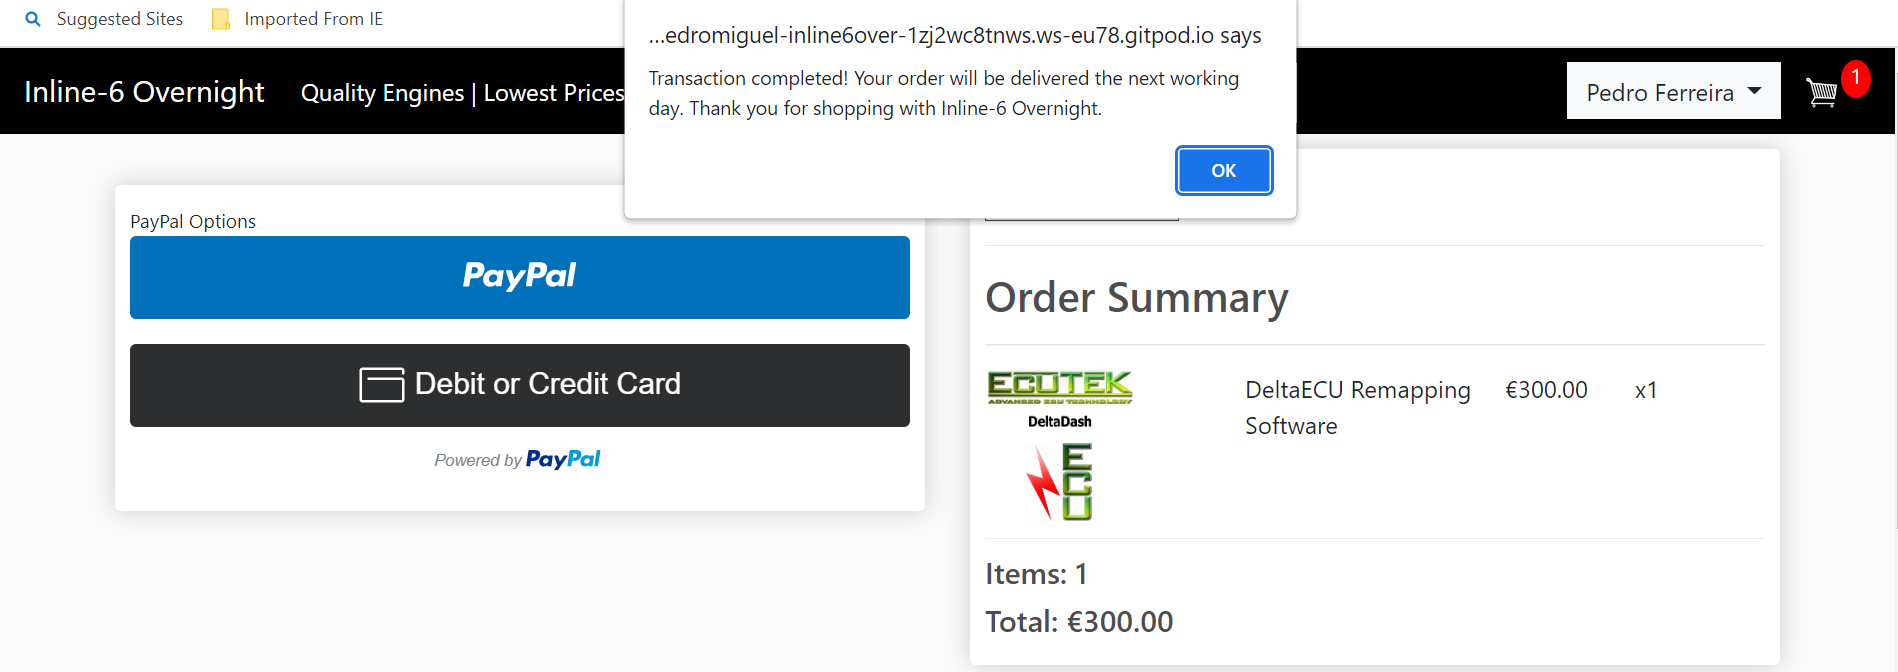 Suggested Sites Imported From IE
...edromiguel-inline6over-1zj2wc8tnws.ws-eu78.gitpod.io says
Transaction completed! Your order will be delivered the next working
day. Thank you for shopping with Inline-6 Overnight.
OK
Inline-6 Overnight Quality Engines | Lowest Prices
Pedro Ferreira
1
PayPal Options
PayPal
Debit or Credit Card
Powered by PayPal
Order Summary
ECUTEK
ADVANCED ECU TECHNOLOGY
DeltaDash
ECU
DeltaECU Remapping
Software
€300.00
x1
Items: 1
Total: €300.00